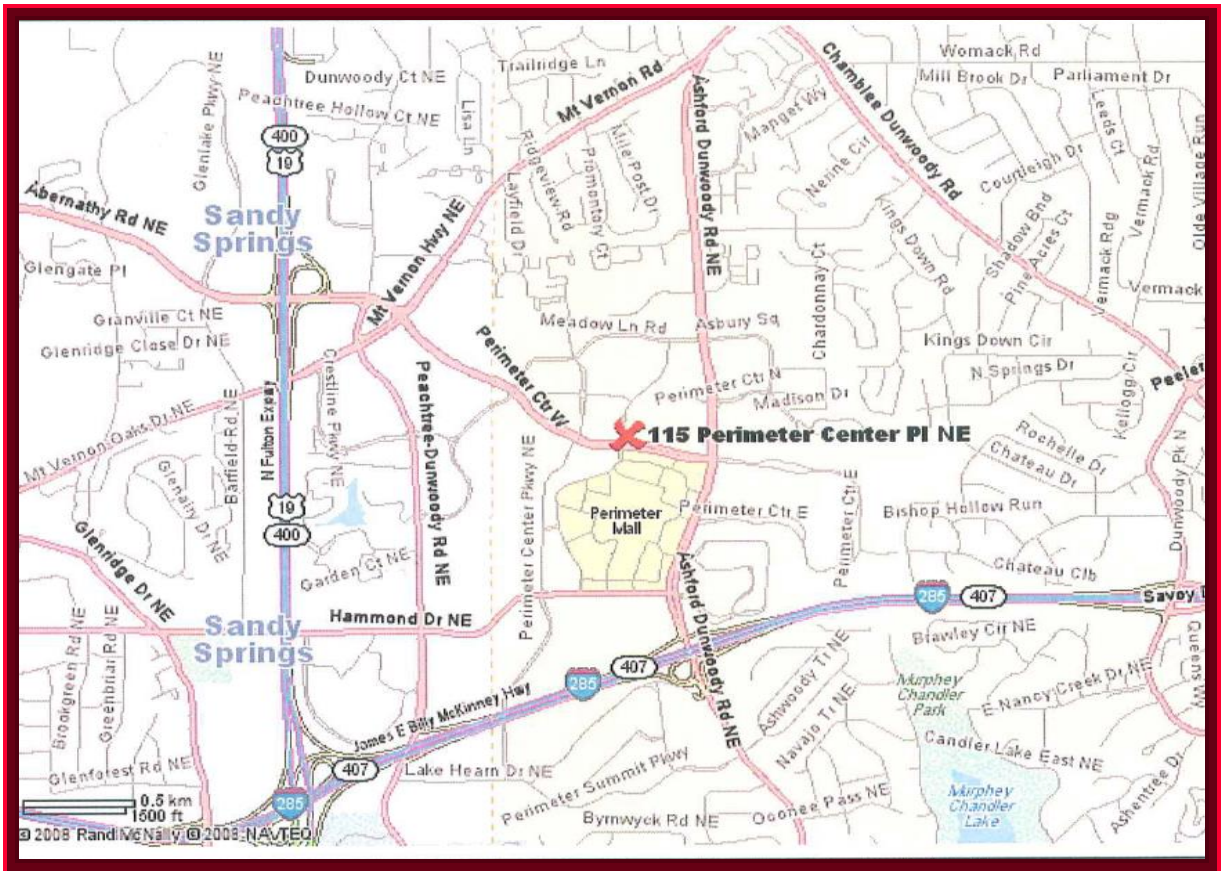 Womack Rd
Trailridge Ln
Dunwoody Ct NE
Mill Brook Dr
Parliament Dr
Glenlake Pkwy NE
Peachtree Hollow Ct NE
Lisa Ln
Mt Vernon Rd
Ashford Dunwoody Rd NE
Manget Wy
Chamblee Dunwoody Rd
Leeds Ct
Old Village Run
400
19
Ridgeview Rd
Promontory Ct
Mile Post Dr
Nerine Cir
Courtleigh Dr
Vermack Rd
Abernathy Rd NE
Sandy
Springs
Layfield Dr
Kings Down Rd
Shadow Bnd
Pine Acres Ct
Vermack Rdg
Glengate Pl
Mt Vernon Hwy NE
Chardonnay Ct
Vermack
Granville Ct NE
Meadow Ln Rd
Asbury Sq
Glenridge Close Dr NE
Kings Down Cir
Crestline Pkwy NE
Perimeter Ctr W
Perimeter Ctr N
Madison Dr
N Springs Dr
Kellogg Cir
Peeler
Peachtree-Dunwoody Rd NE
Mt Vernon Oaks Dr NE
Barfield Rd NE
N Fulton Expwy
115 Perimeter Center Pl NE
Rochelle Dr
Chateau Dr
Glenairy Dr NE
Perimeter Center Pkwy NE
Perimeter
Mall
Perimeter Ctr E
Perimeter Ctr E
Bishop Hollow Run
Dunwoody Pk N
19
400
Glenridge Dr NE
Garden Ct NE
Ashford Dunwoody Rd NE
Chateau Clb
285
407
Savoy D
Hammond Dr NE
Sandy
Springs
Brawley Cir NE
Brookgreen Rd NE
Greenbriar Rd NE
407
285
Ashwoody Tl NE
Navajo Tl NE
Murphey
Chandler
Park
E Nancy Creek Dr NE
Queens Wy
James E Billy McKinney Hwy
Candler Lake East NE
Glenforest Rd NE
407
Lake Hearn Dr NE
Perimeter Summit Pkwy
Oconee Pass NE
Murphey
Chandler
Lake
Ashentree Dr
285
0.5 km
1500 ft
Byrnwyck Rd NE
© 2008 Rand McNally © 2008 NAVTEQ